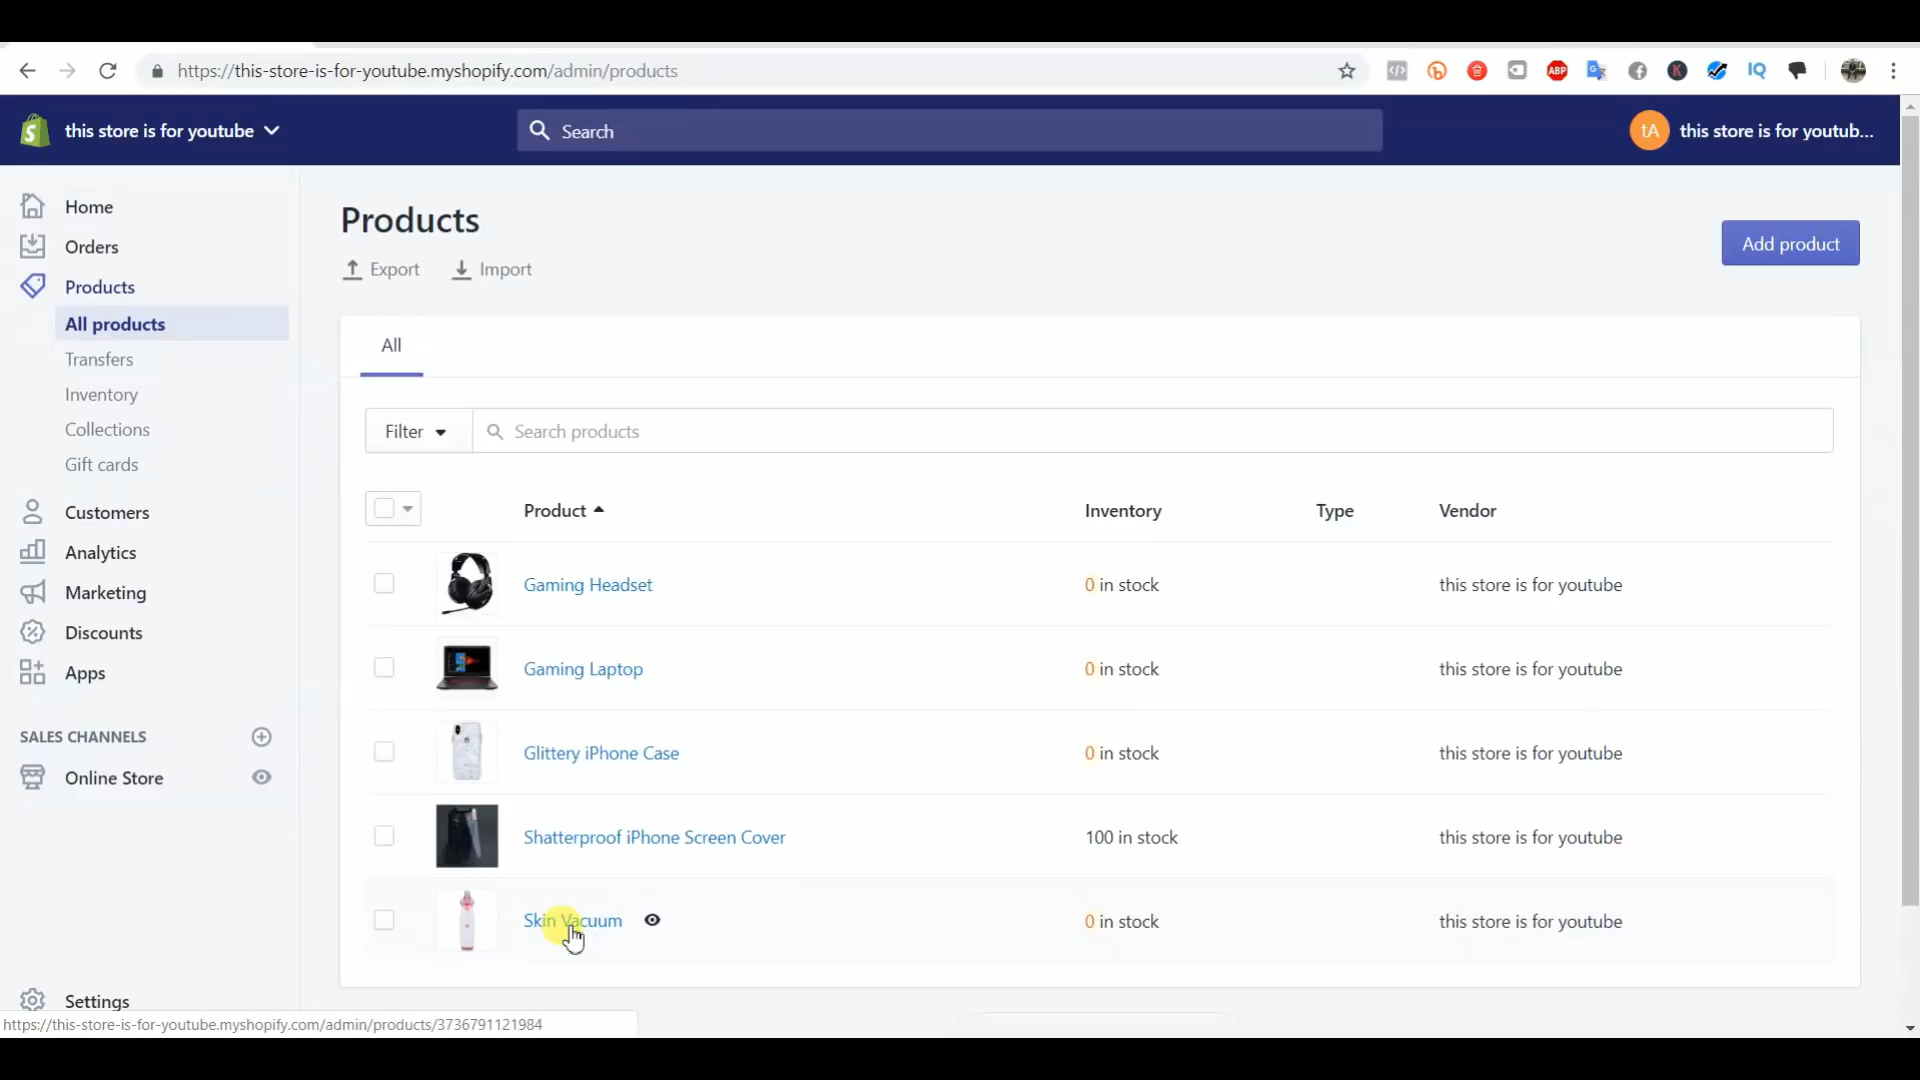 https://this-store-is-for-youtube.myshopify.com/admin/products
ABP
K
IQ
this store is for youtube
Search
tA
this store is for youtub...
Home
Orders
Products
All products
Transfers
Inventory
Collections
Gift cards
Customers
Analytics
Marketing
Discounts
Apps
SALES CHANNELS
Online Store
Settings
Products
Export
Import
Add product
All
Filter
Search products
Product
Inventory
Type
Vendor
Gaming Headset
0 in stock
this store is for youtube
Gaming Laptop
0 in stock
this store is for youtube
Glittery iPhone Case
0 in stock
this store is for youtube
Shatterproof iPhone Screen Cover
100 in stock
this store is for youtube
Skin Vacuum
0 in stock
this store is for youtube
https://this-store-is-for-youtube.myshopify.com/admin/products/3736791121984